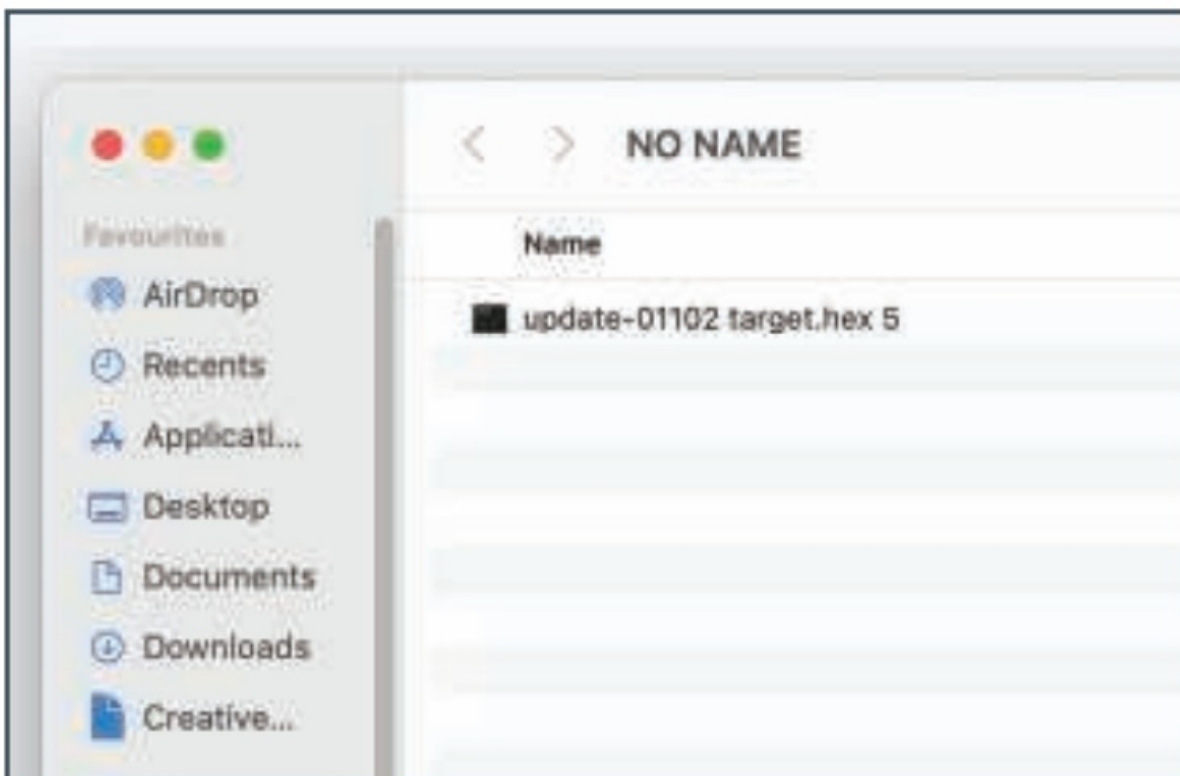 NO NAME
Favourites
Name
AirDrop
update-01102 target.hex 5
Recents
Applicati...
Desktop
Documents
Downloads
Creative...